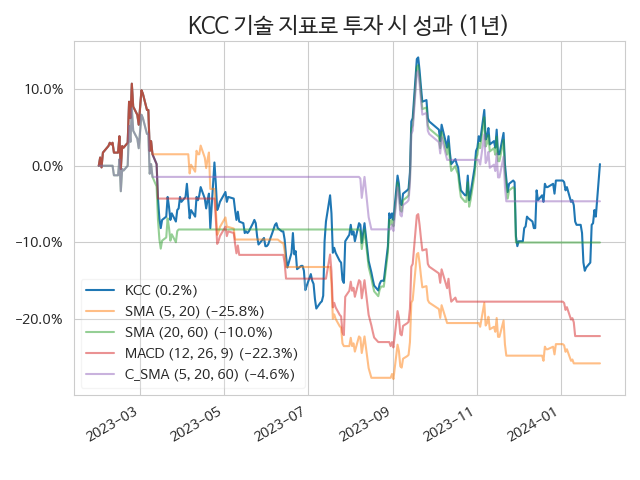 KCC 기술 지표로 투자 시 성과 (1년)
10.0%
0.0%
−10.0%
−20.0%
KCC (0.2%)
SMA (5, 20) (−25.8%)
SMA (20, 60) (−10.0%)
MACD (12, 26, 9) (−22.3%)
C_SMA (5, 20, 60) (−4.6%)
2023−03
2023−05
2023−07
2023−09
2023−11
2024−01